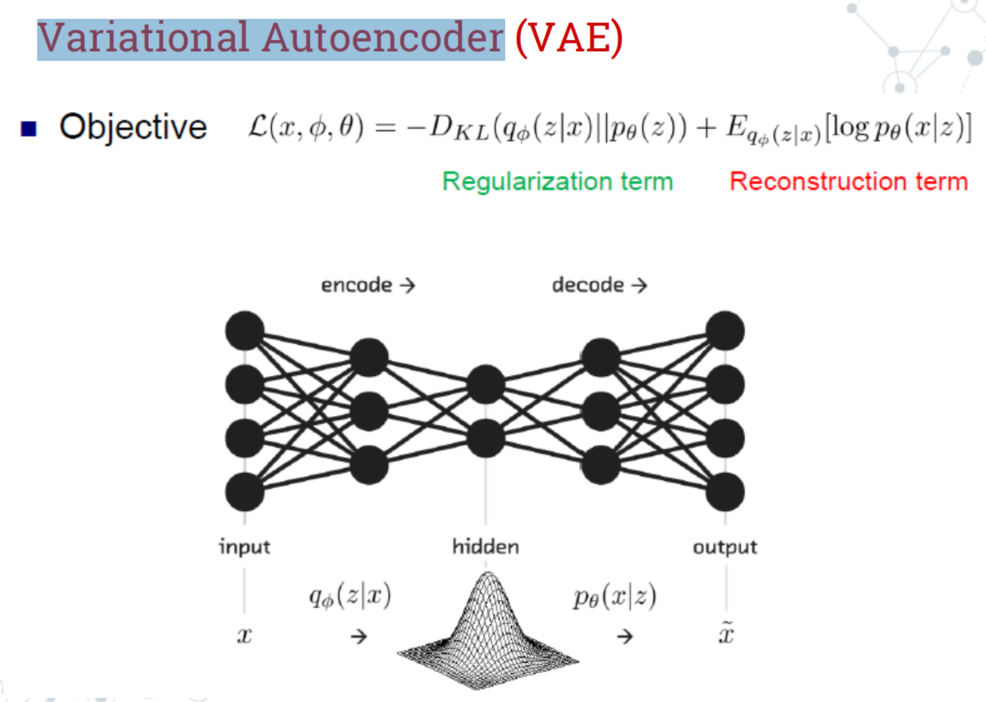 Variational Autoencoder (VAE)
■ Objective $\mathcal{L}(x, \phi, \theta) = -D_{KL}(q_\phi(z|x)||p_\theta(z)) + E_{q_\phi(z|x)}[\log p_\theta(x|z)]$
Regularization term Reconstruction term
encode → decode →
input hidden output
$q_\phi(z|x)$ $p_\theta(x|z)$
$x$ → → $\tilde{x}$